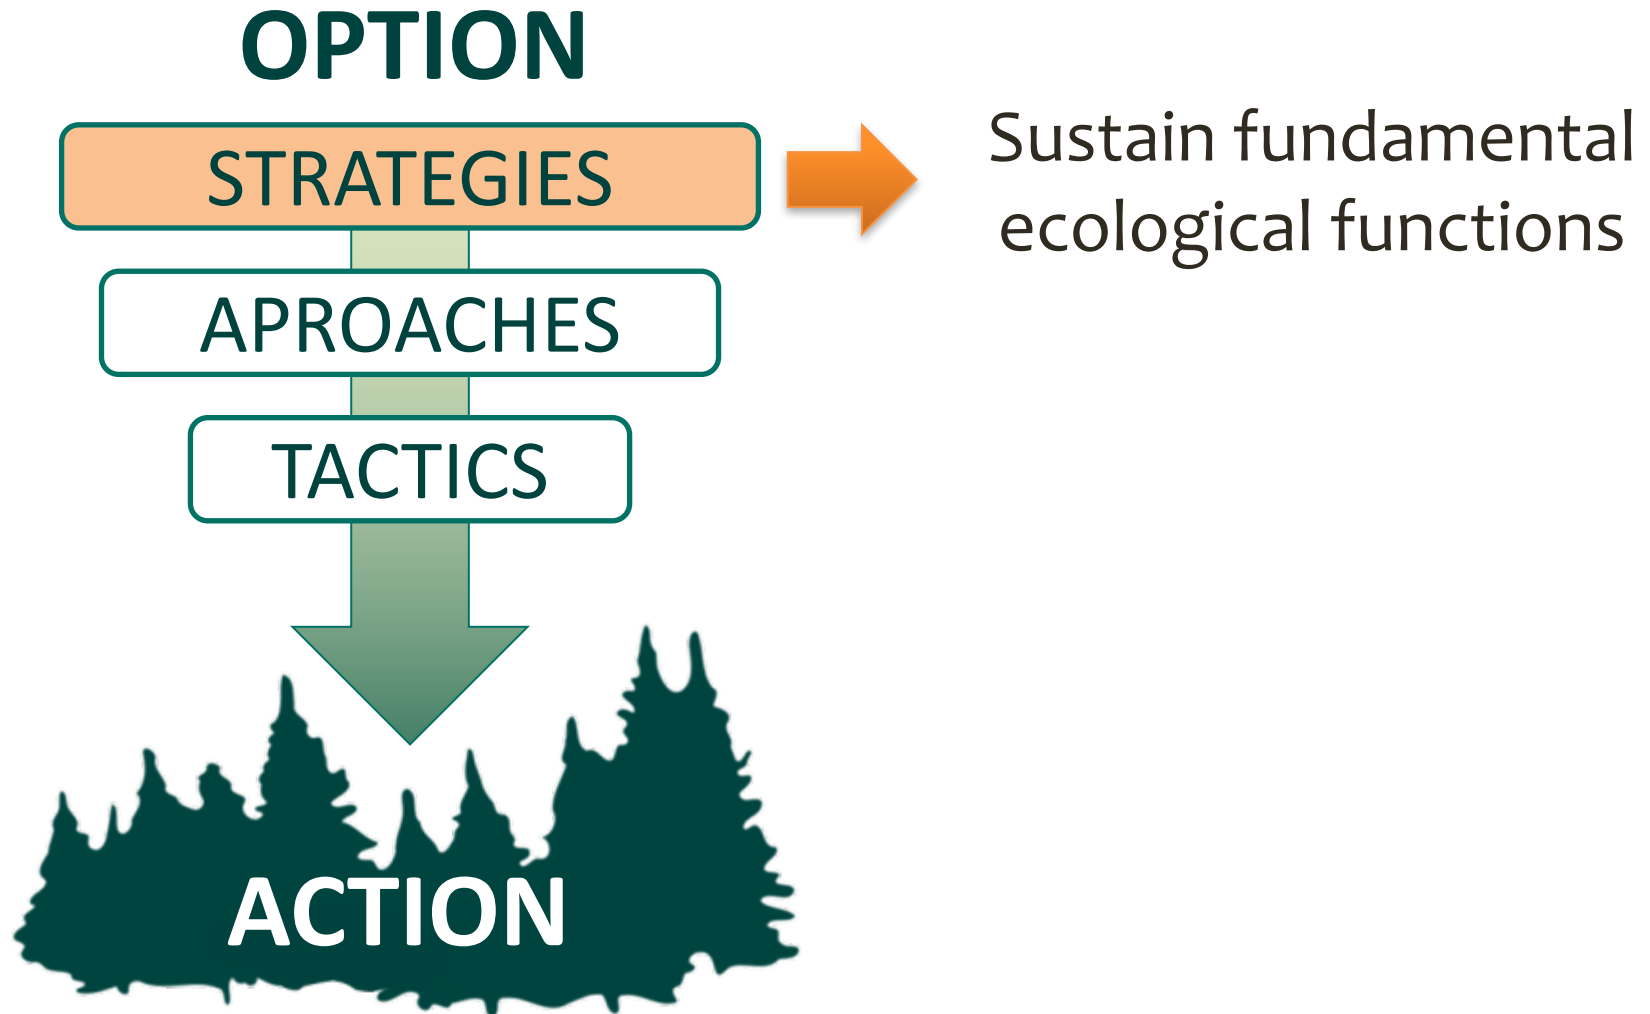 OPTION
STRATEGIES
Sustain fundamental
ecological functions
APROACHES
TACTICS
ACTION